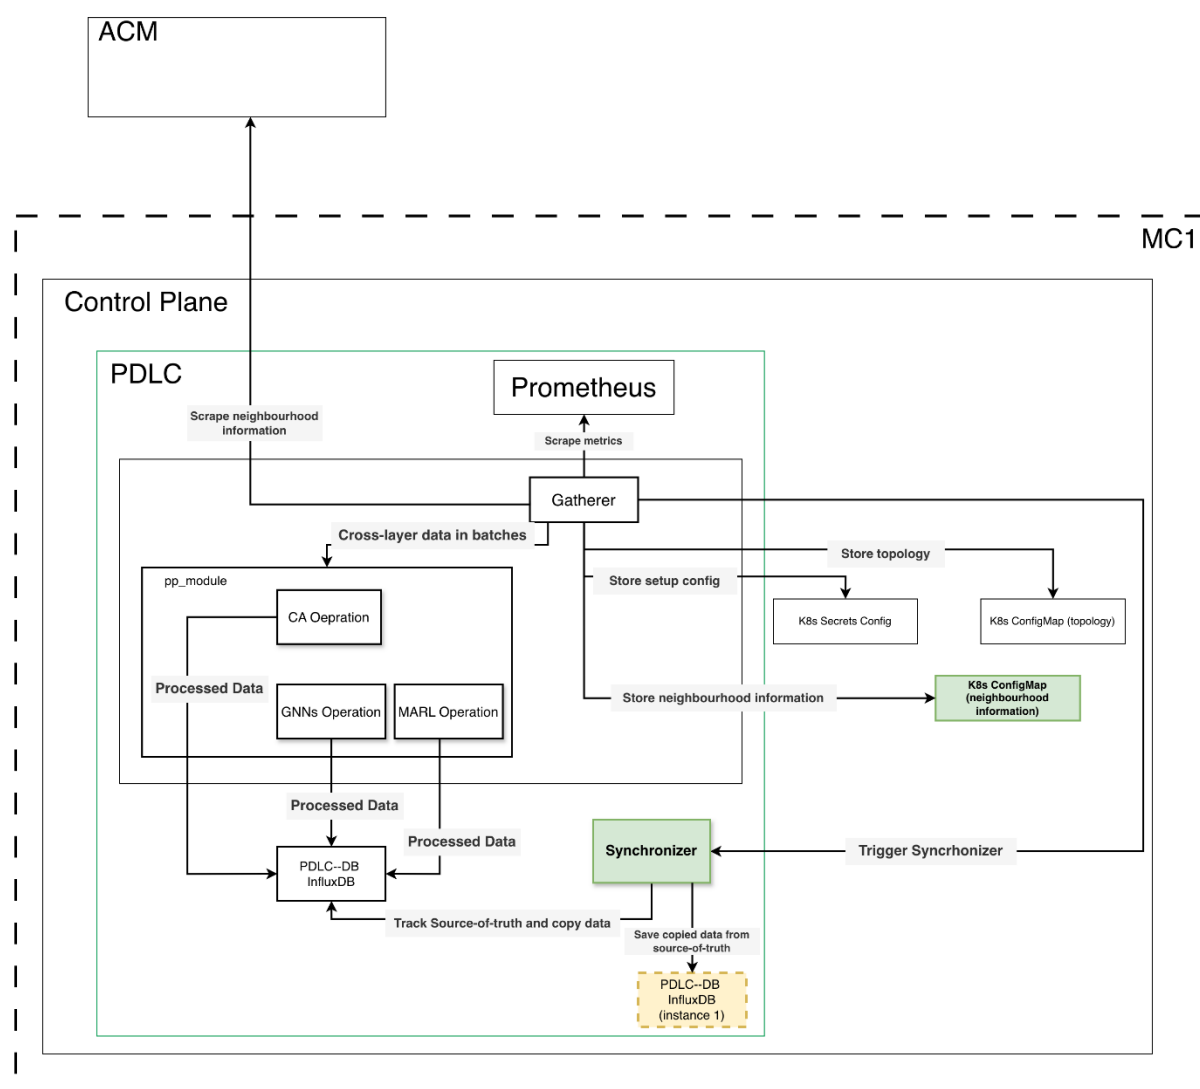 ACM
MC1
Control Plane
PDLC
Prometheus
Scrape neighbourhood
information
Scrape metrics
Gatherer
Cross-layer data in batches
Store topology
pp_module
Store setup config
CA Oepration
K8s Secrets Config
K8s ConfigMap (topology)
Processed Data
GNNs Operation
MARL Operation
Store neighbourhood information
K8s ConfigMap
(neighbourhood
information)
Processed Data
Processed Data
Synchronizer
Trigger Syncrhonizer
PDLC--DB
InfluxDB
Track Source-of-truth and copy data
Save copied data from
source-of-truth
PDLC--DB
InfluxDB
(instance 1)